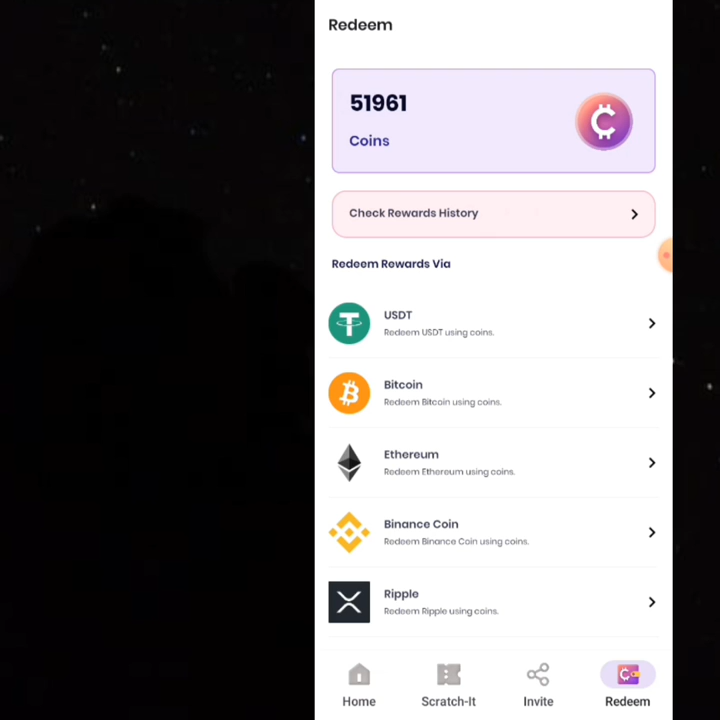 Redeem
51961
Coins
Check Rewards History
Redeem Rewards Via
USDT
Redeem USDT using coins.
Bitcoin
Redeem Bitcoin using coins.
Ethereum
Redeem Ethereum using coins.
Binance Coin
Redeem Binance Coin using coins.
Ripple
Redeem Ripple using coins.
Home
Scratch-It
Invite
Redeem